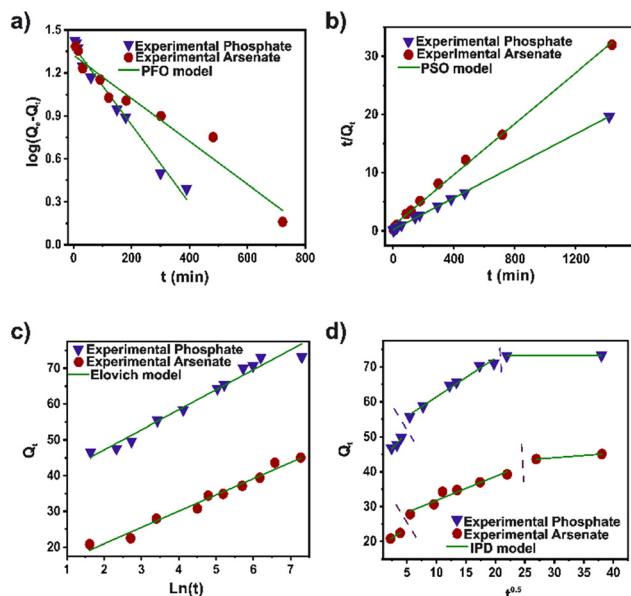 a)
Experimental Phosphate
Experimental Arsenate
PFO model
log(Qe-Qt)
1.5
1.2
0.9
0.6
0.3
0.0
0 200 400 600 800
t (min)
b)
Experimental Phosphate
Experimental Arsenate
PSO model
t/Qt
30
20
10
0
0 400 800 1200
t (min)
c)
Experimental Phosphate
Experimental Arsenate
Elovich model
Qt
70
60
50
40
30
20
1 2 3 4 5 6 7
Ln(t)
d)
Qt
80
70
60
50
40
30
20
Experimental Phosphate
Experimental Arsenate
IPD model
5 10 15 20 25 30 35 40
t0.5